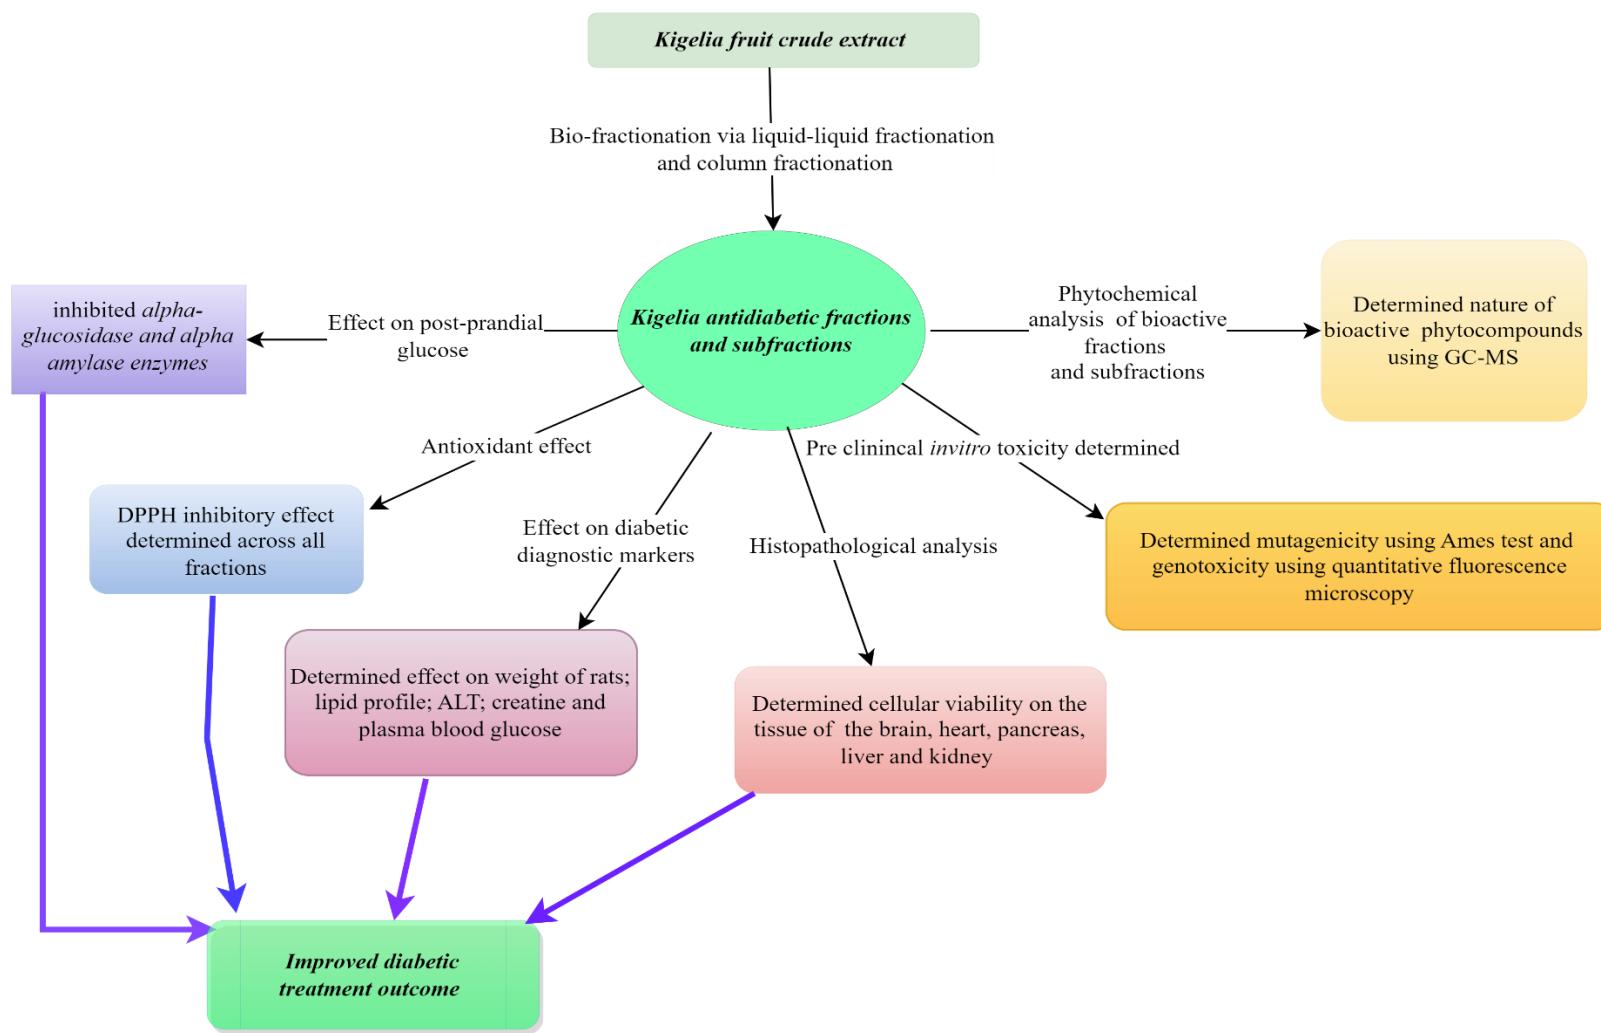 Kigelia fruit crude extract
Bio-fractionation via liquid-liquid fractionation
and column fractionation
Kigelia antidiabetic fractions
and subfractions
Effect on post-prandial
glucose
inhibited alpha-
glucosidase and alpha
amylase enzymes
Phytochemical
analysis of bioactive
fractions
and subfractions
Determined nature of
bioactive phytocompounds
using GC-MS
Antioxidant effect
DPPH inhibitory effect
determined across all
fractions
Effect on diabetic
diagnostic markers
Determined effect on weight of rats;
lipid profile; ALT; creatine and
plasma blood glucose
Histopathological analysis
Determined cellular viability on the
tissue of the brain, heart, pancreas,
liver and kidney
Pre clinincal invitro toxicity determined
Determined mutagenicity using Ames test and
genotoxicity using quantitative fluorescence
microscopy
Improved diabetic
treatment outcome